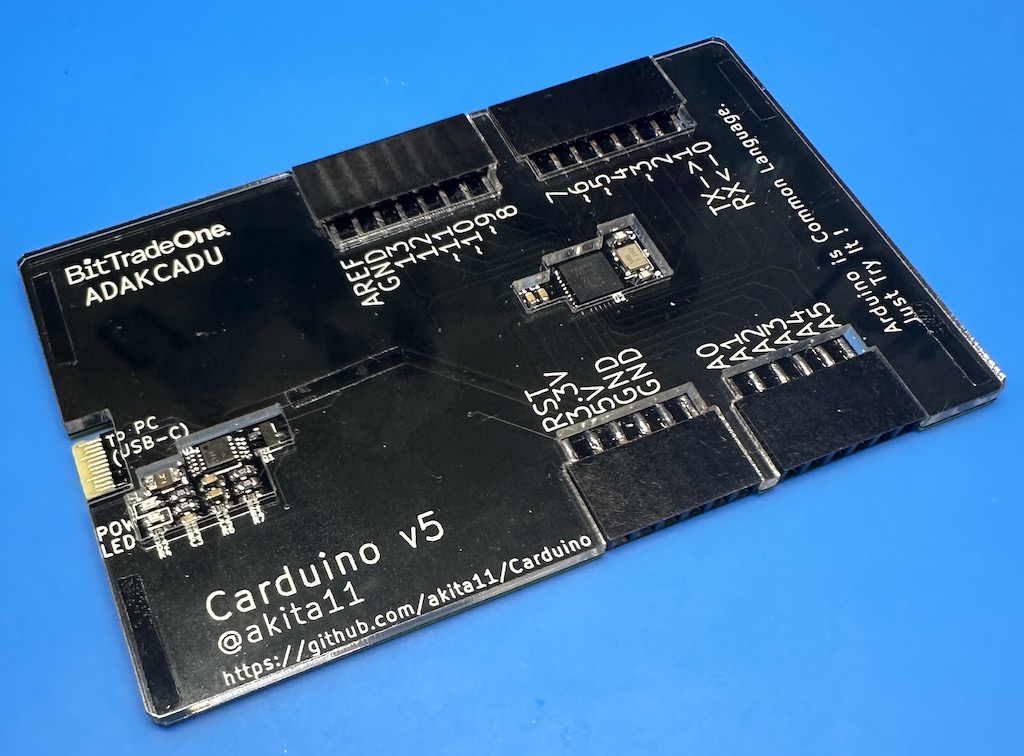 BitTradeOne.
ADAKCADU
AREF
GND
13
12
~11
~10
~9
8
7
~6
~5
4
~3
2
TX->1
RX<-0
Arduino is Common Language.
Just Try it!
To PC
(USB-C)
POW
LED
RST
3.3V
5V
GND
GND
A0
A1
A2
A3
A4
A5
Carduino v5
@akita11
https://github.com/akita11/Carduino